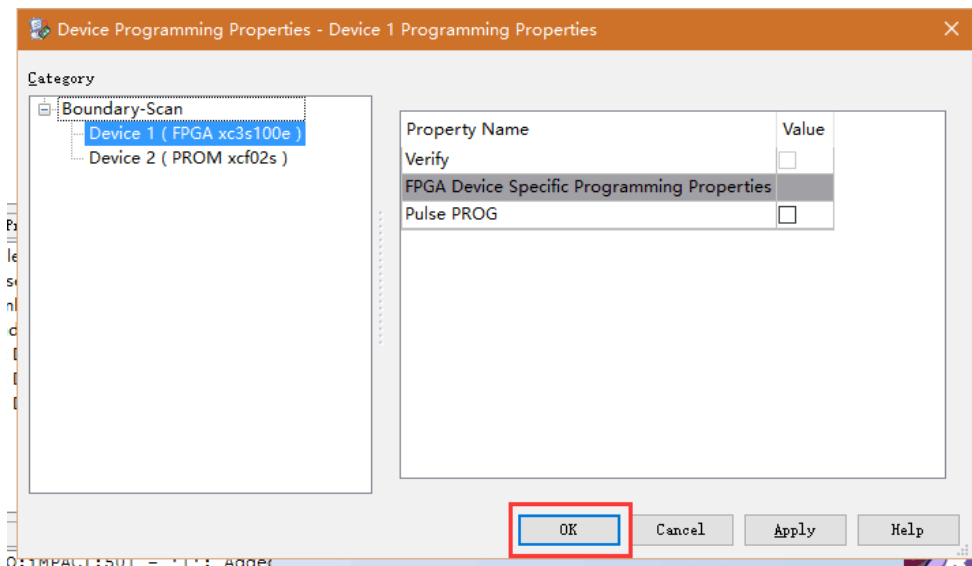 Device Programming Properties - Device 1 Programming Properties
Category
Boundary-Scan
Device 1 ( FPGA xc3s100e )
Device 2 ( PROM xcf02s )
Property Name Value
Verify
FPGA Device Specific Programming Properties
Pulse PROG
OK Cancel Apply Help